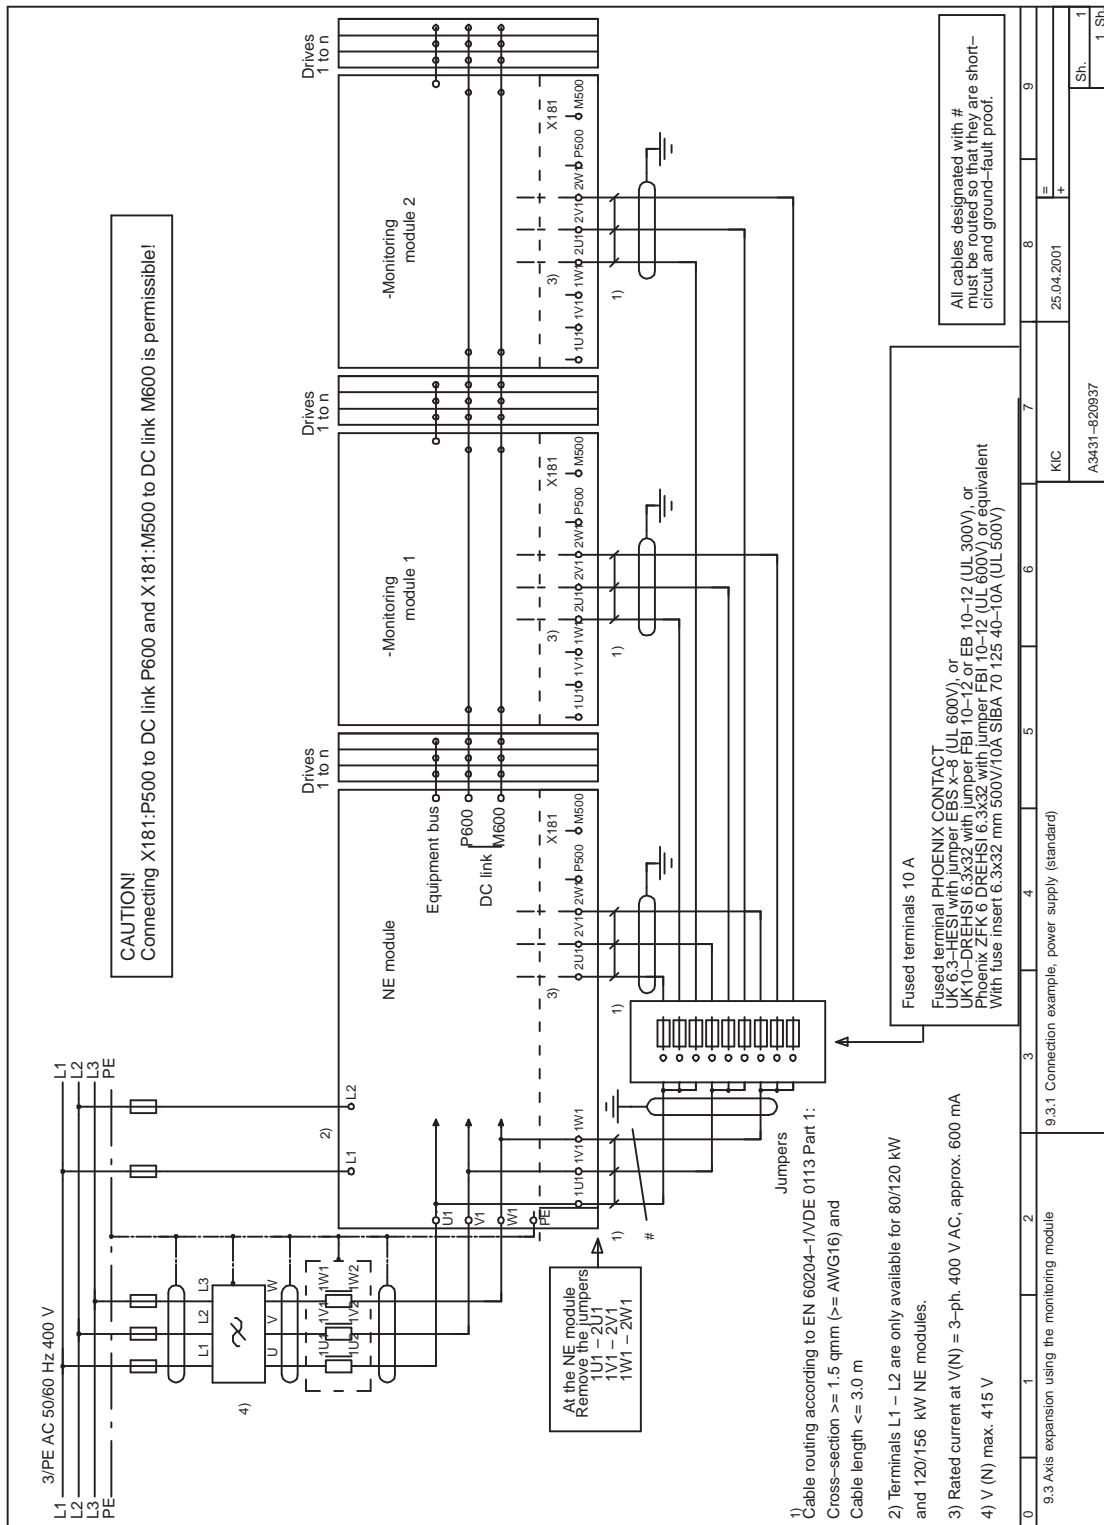 3/PE AC 50/60 Hz 400 V
L1
L2
L3
PE
L1
L2
L3
PE
CAUTION!
Connecting X181:P500 to DC link P600 and X181:M500 to DC link M600 is permissible!
4)
L1
L2
L3
U
V
W
1U1
1V1
1W1
1U2
1V2
1W2
2)
L1
L2
U1
V1
W1
PE
NE module
Equipment bus
P600
DC link
M600
Drives
1 to n
-Monitoring
module 1
Drives
1 to n
-Monitoring
module 2
Drives
1 to n
1U1
1V1
1W1
3)
2U1
2V1
2W1
P500
M500
X181
1U1
1V1
1W1
3)
2U1
2V1
2W1
P500
M500
X181
1U1
1V1
1W1
3)
2U1
2V1
2W1
P500
M500
X181
1)
#
1)
1)
1)
At the NE module
Remove the jumpers
1U1 – 2U1
1V1 – 2V1
1W1 – 2W1
Jumpers
1)
Cable routing according to EN 60204–1/VDE 0113 Part 1:
Cross–section >= 1.5 qmm (>= AWG16) and
Cable length <= 3.0 m
2) Terminals L1 – L2 are only available for 80/120 kW
and 120/156 kW NE modules.
3) Rated current at V(N) = 3–ph. 400 V AC, approx. 600 mA
4) V (N) max. 415 V
Fused terminals 10 A
Fused terminal PHOENIX CONTACT
UK 6.3–HESI with jumper EBS x–8 (UL 600V), or
UK10–DREHSI 6.3x32 with jumper FBI 10–12 or EB 10–12 (UL 300V), or
Phoenix ZFK 6 DREHSI 6.3x32 with jumper FBI 10–12 (UL 600V) or equivalent
With fuse insert 6.3x32 mm 500V/10A SIBA 70 125 40–10A (UL 500V)
All cables designated with #
must be routed so that they are short–
circuit and ground–fault proof.
0
1
2
3
4
5
6
7
8
9
9.3 Axis expansion using the monitoring module
9.3.1 Connection example, power supply (standard)
KIC
25.04.2001
=
+
A3431–820937
Sh.
1
1 Sh